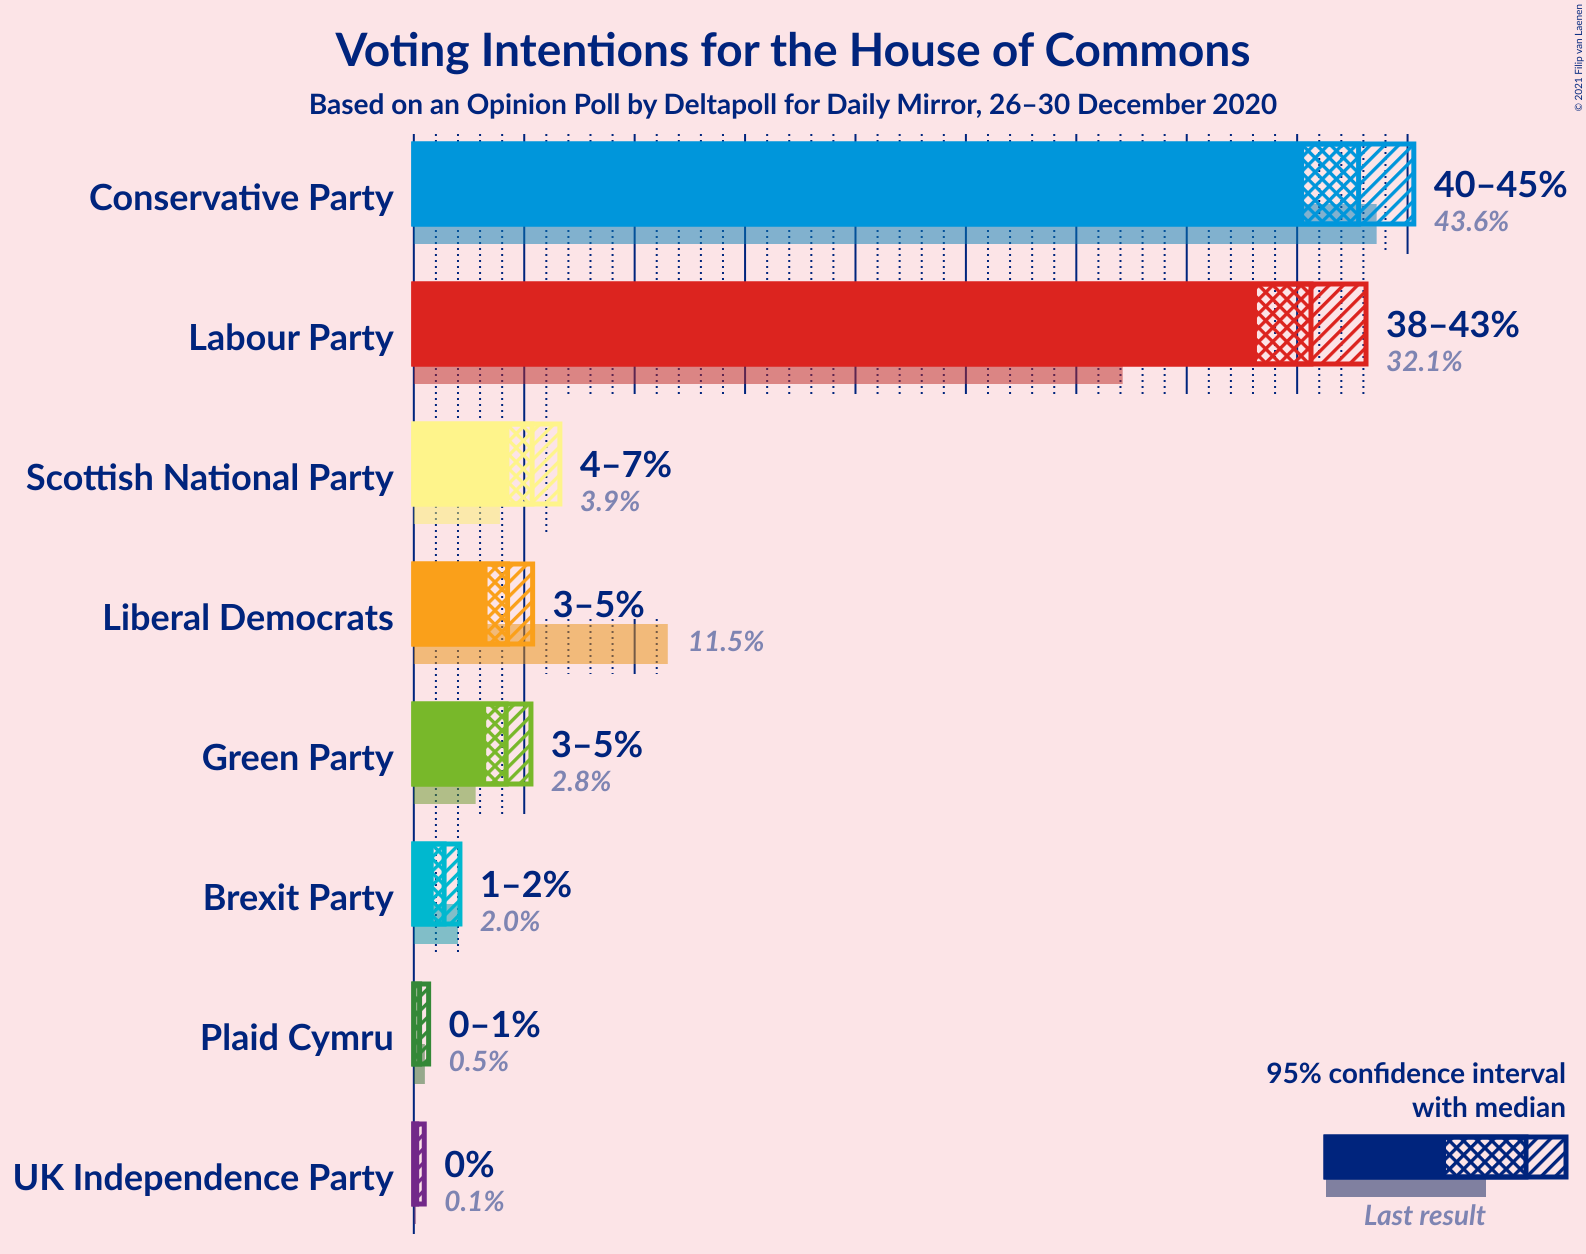 Voting Intentions for the House of Commons
Based on an Opinion Poll by Deltapoll for Daily Mirror, 26–30 December 2020
© 2021 Filip van Laenen
Conservative Party
40–45%
43.6%
Labour Party
38–43%
32.1%
Scottish National Party
4–7%
3.9%
Liberal Democrats
3–5%
11.5%
Green Party
3–5%
2.8%
Brexit Party
1–2%
2.0%
Plaid Cymru
0–1%
0.5%
UK Independence Party
0%
0.1%
95% confidence interval
with median
Last result